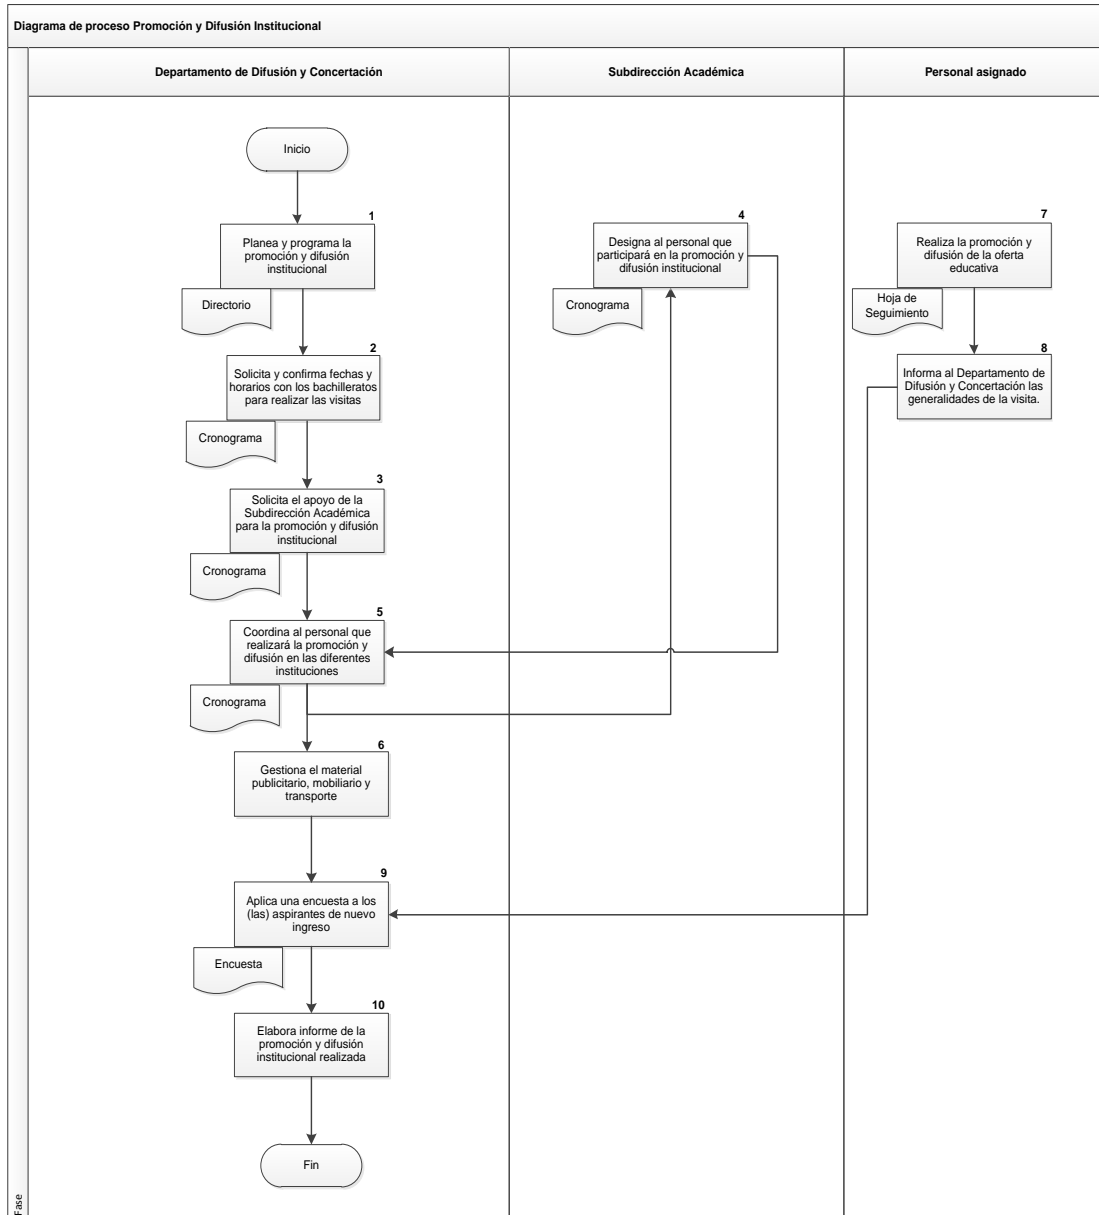 Diagrama de proceso Promoción y Difusión Institucional
Departamento de Difusión y Concertación
Subdirección Académica
Personal asignado
Inicio
1
Planea y programa la
promoción y difusión
institucional
Directorio
2
Solicita y confirma fechas y
horarios con los bachilleratos
para realizar las visitas
Cronograma
3
Solicita el apoyo de la
Subdirección Académica
para la promoción y difusión
institucional
Cronograma
4
Designa al personal que
participará en la promoción y
difusión institucional
Cronograma
5
Coordina al personal que
realizará la promoción y
difusión en las diferentes
instituciones
Cronograma
6
Gestiona el material
publicitario, mobiliario y
transporte
7
Realiza la promoción y
difusión de la oferta
educativa
Hoja de
Seguimiento
8
Informa al Departamento de
Difusión y Concertación las
generalidades de la visita.
9
Aplica una encuesta a los
(las) aspirantes de nuevo
ingreso
Encuesta
10
Elabora informe de la
promoción y difusión
institucional realizada
Fin
Fase